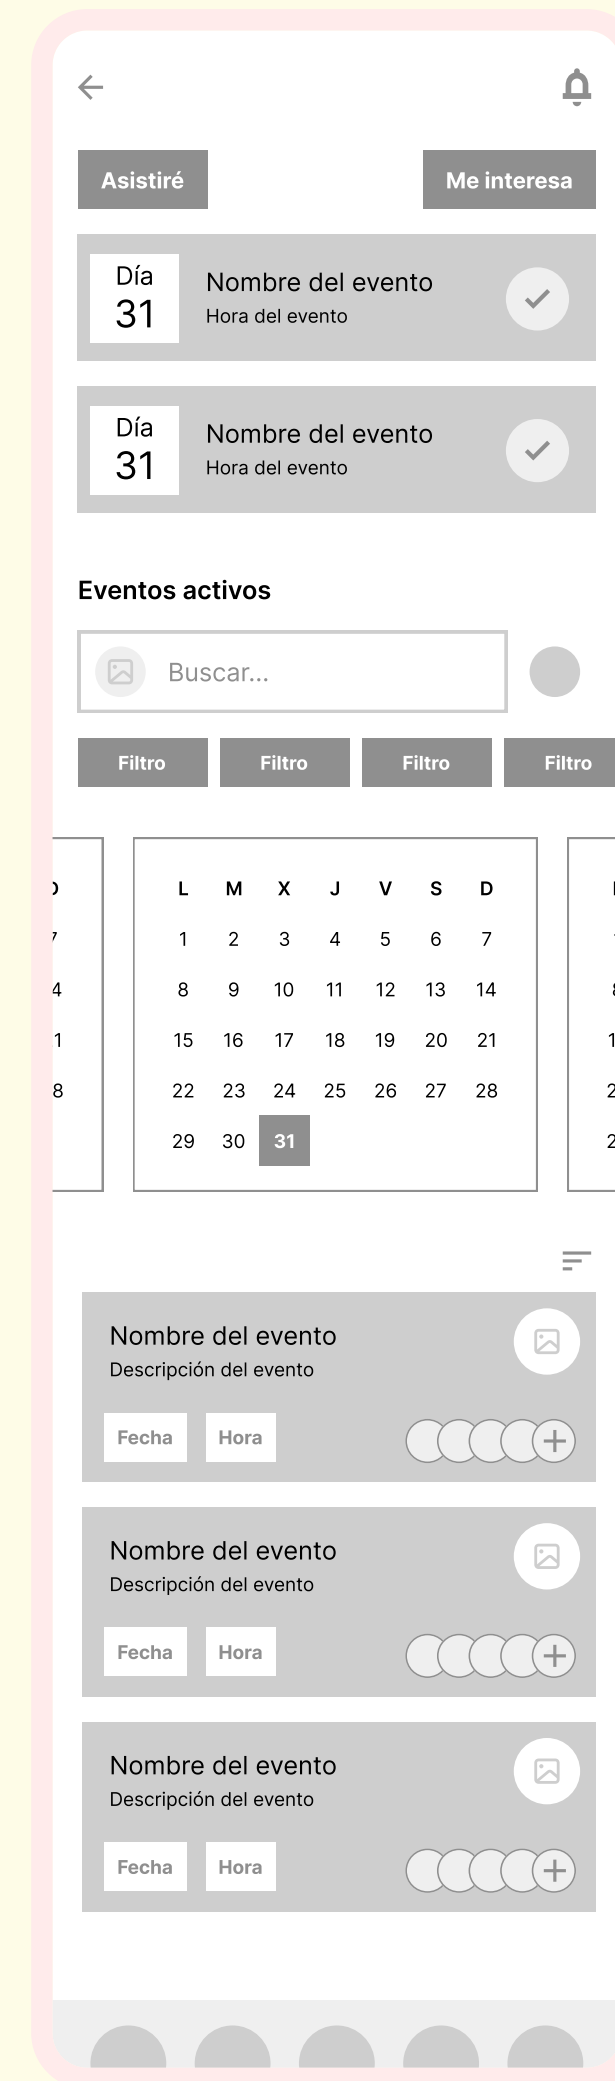 Asistiré
Me interesa
Día
31
Nombre del evento
Hora del evento
Día
31
Nombre del evento
Hora del evento
Eventos activos
Buscar...
Filtro Filtro Filtro Filtro
L M X J V S D
1 2 3 4 5 6 7
8 9 10 11 12 13 14
15 16 17 18 19 20 21
22 23 24 25 26 27 28
29 30 31
Nombre del evento
Descripción del evento
Fecha Hora
Nombre del evento
Descripción del evento
Fecha Hora
Nombre del evento
Descripción del evento
Fecha Hora